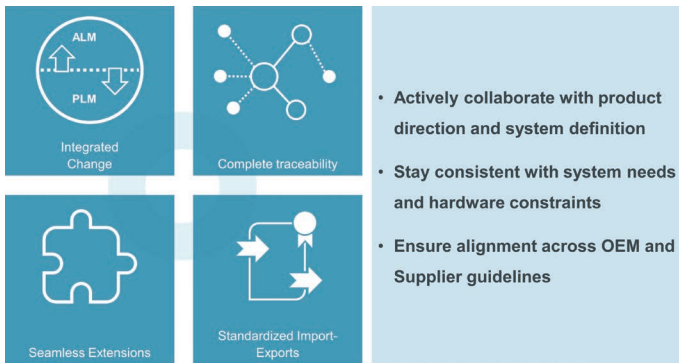 ALM
PLM
Integrated
Change
Complete traceability
Seamless Extensions
Standardized Import-
Exports
• Actively collaborate with product
direction and system definition
• Stay consistent with system needs
and hardware constraints
• Ensure alignment across OEM and
Supplier guidelines